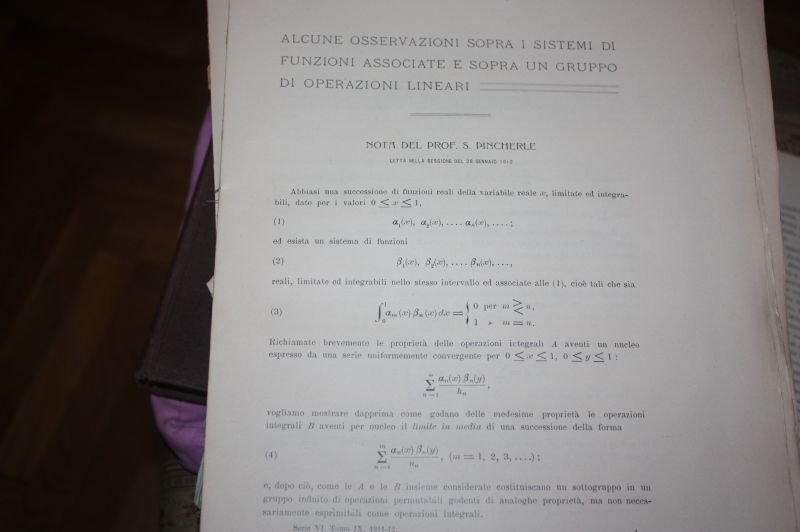 ALCUNE OSSERVAZIONI SOPRA I SISTEMI DI
FUNZIONI ASSOCIATE E SOPRA UN GRUPPO
DI OPERAZIONI LINEARI
NOTA DEL PROF. S. PINCHERLE
LETTA NELLA SESSIONE DEL 28 GENNAIO 1912
Abbiasi una successione di funzioni reali della variabile reale x, limitate ed integra-
bili, date per i valori 0 ≤ x ≤ 1,
(1) α₁(x), α₂(x), .... αₙ(x), .... ;
ed esista un sistema di funzioni
(2) β₁(x), β₂(x), .... βₙ(x), ...,
reali, limitate ed integrabili nello stesso intervallo ed associate alle (1), cioè tali che sia
(3) ∫₀¹ αₘ(x) βₙ(x) dx = { 0 per m ≷ n,
1 » m = n.
Richiamate brevemente le proprietà delle operazioni integrali A aventi un nucleo
espresso da una serie uniformemente convergente per 0 ≤ x ≤ 1, 0 ≤ y ≤ 1 :
∑ₙ₌₁^∞ αₙ(x) βₙ(y) / hₙ ,
vogliamo mostrare dapprima come godano delle medesime proprietà le operazioni
integrali B aventi per nucleo il limite in media di una successione della forma
(4) ∑ₙ₌₁^m αₙ(x) βₙ(y) / nₙ , (m = 1, 2, 3, ....) ;
e, dopo ciò, come le A e le B insieme considerate costituiscano un sottogruppo in un
gruppo infinito di operazioni permutabili godenti di analoghe proprietà, ma non neces-
sariamente esprimibili come operazioni integrali.
Serie VI. Tomo IX. 1911-12.